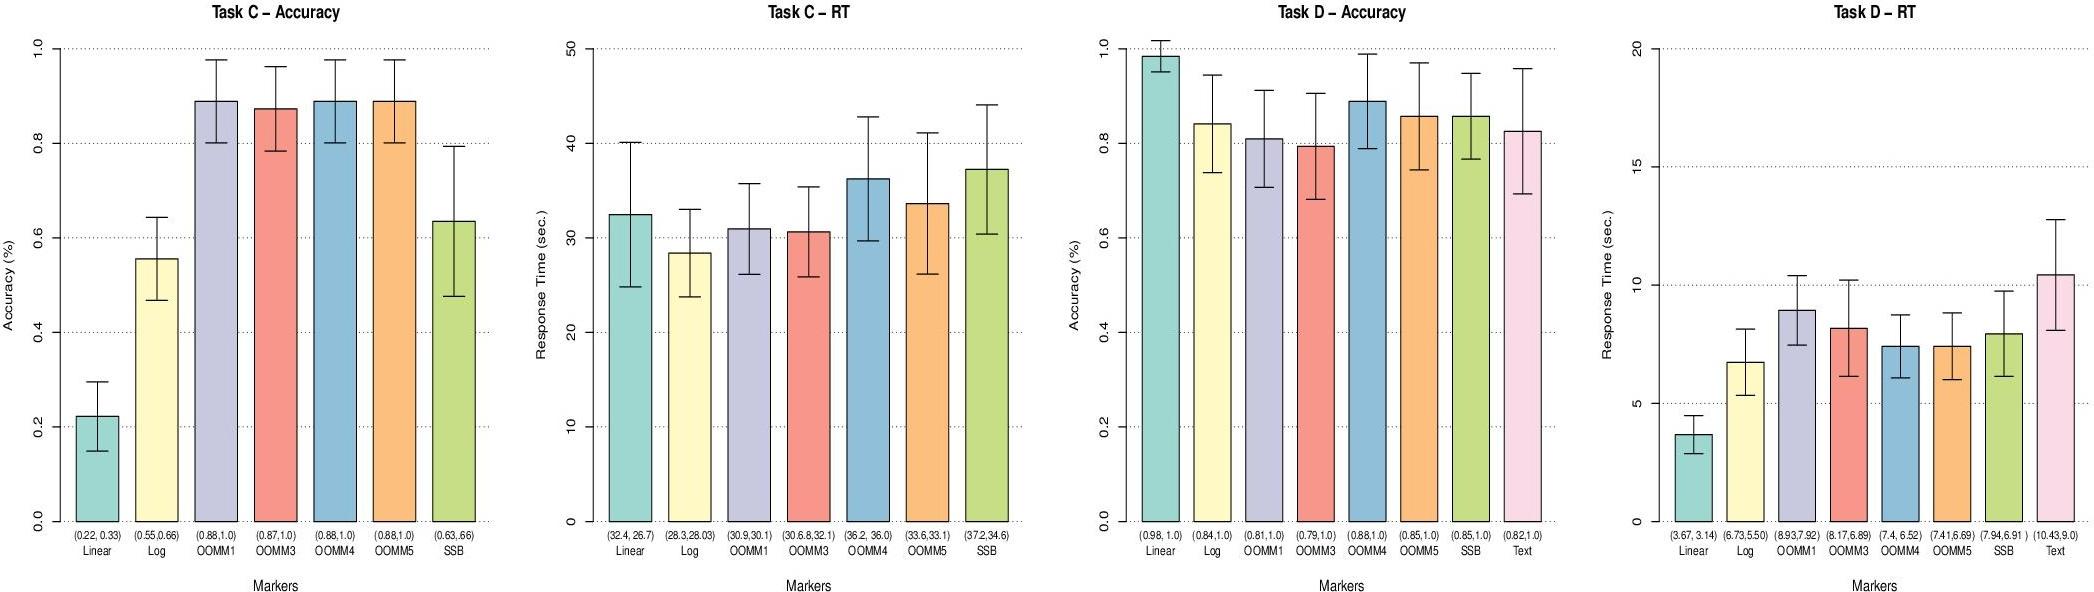 Task C – Accuracy
Accuracy (%)
1.0
0.8
0.6
0.4
0.2
0.0
(0.22, 0.33) (0.55,0.66) (0.88,1.0) (0.87,1.0) (0.88,1.0) (0.88,1.0) (0.63,.66)
Linear Log OOMM1 OOMM3 OOMM4 OOMM5 SSB
Markers
Task C – RT
Response Time (sec.)
50
40
30
20
10
0
(32.4, 26.7) (28.3,28.03) (30.9,30.1) (30.6.8,32.1) (36.2, 36.0) (33.6,33.1) (37.2,34.6)
Linear Log OOMM1 OOMM3 OOMM4 OOMM5 SSB
Markers
Task D – Accuracy
Accuracy (%)
1.0
0.8
0.6
0.4
0.2
0.0
(0.98, 1.0) (0.84,1.0) (0.81,1.0) (0.79,1.0) (0.88,1.0) (0.85,1.0) (0.85,1.0) (0.82,1.0)
Linear Log OOMM1 OOMM3 OOMM4 OOMM5 SSB Text
Markers
Task D – RT
Response Time (sec.)
20
15
10
5
0
(3.67, 3.14) (6.73,5.50) (8.93,7.92) (8.17,6.89) (7.4, 6.52) (7.41,6.69) (7.94,6.91 ) (10.43,9.0)
Linear Log OOMM1 OOMM3 OOMM4 OOMM5 SSB Text
Markers